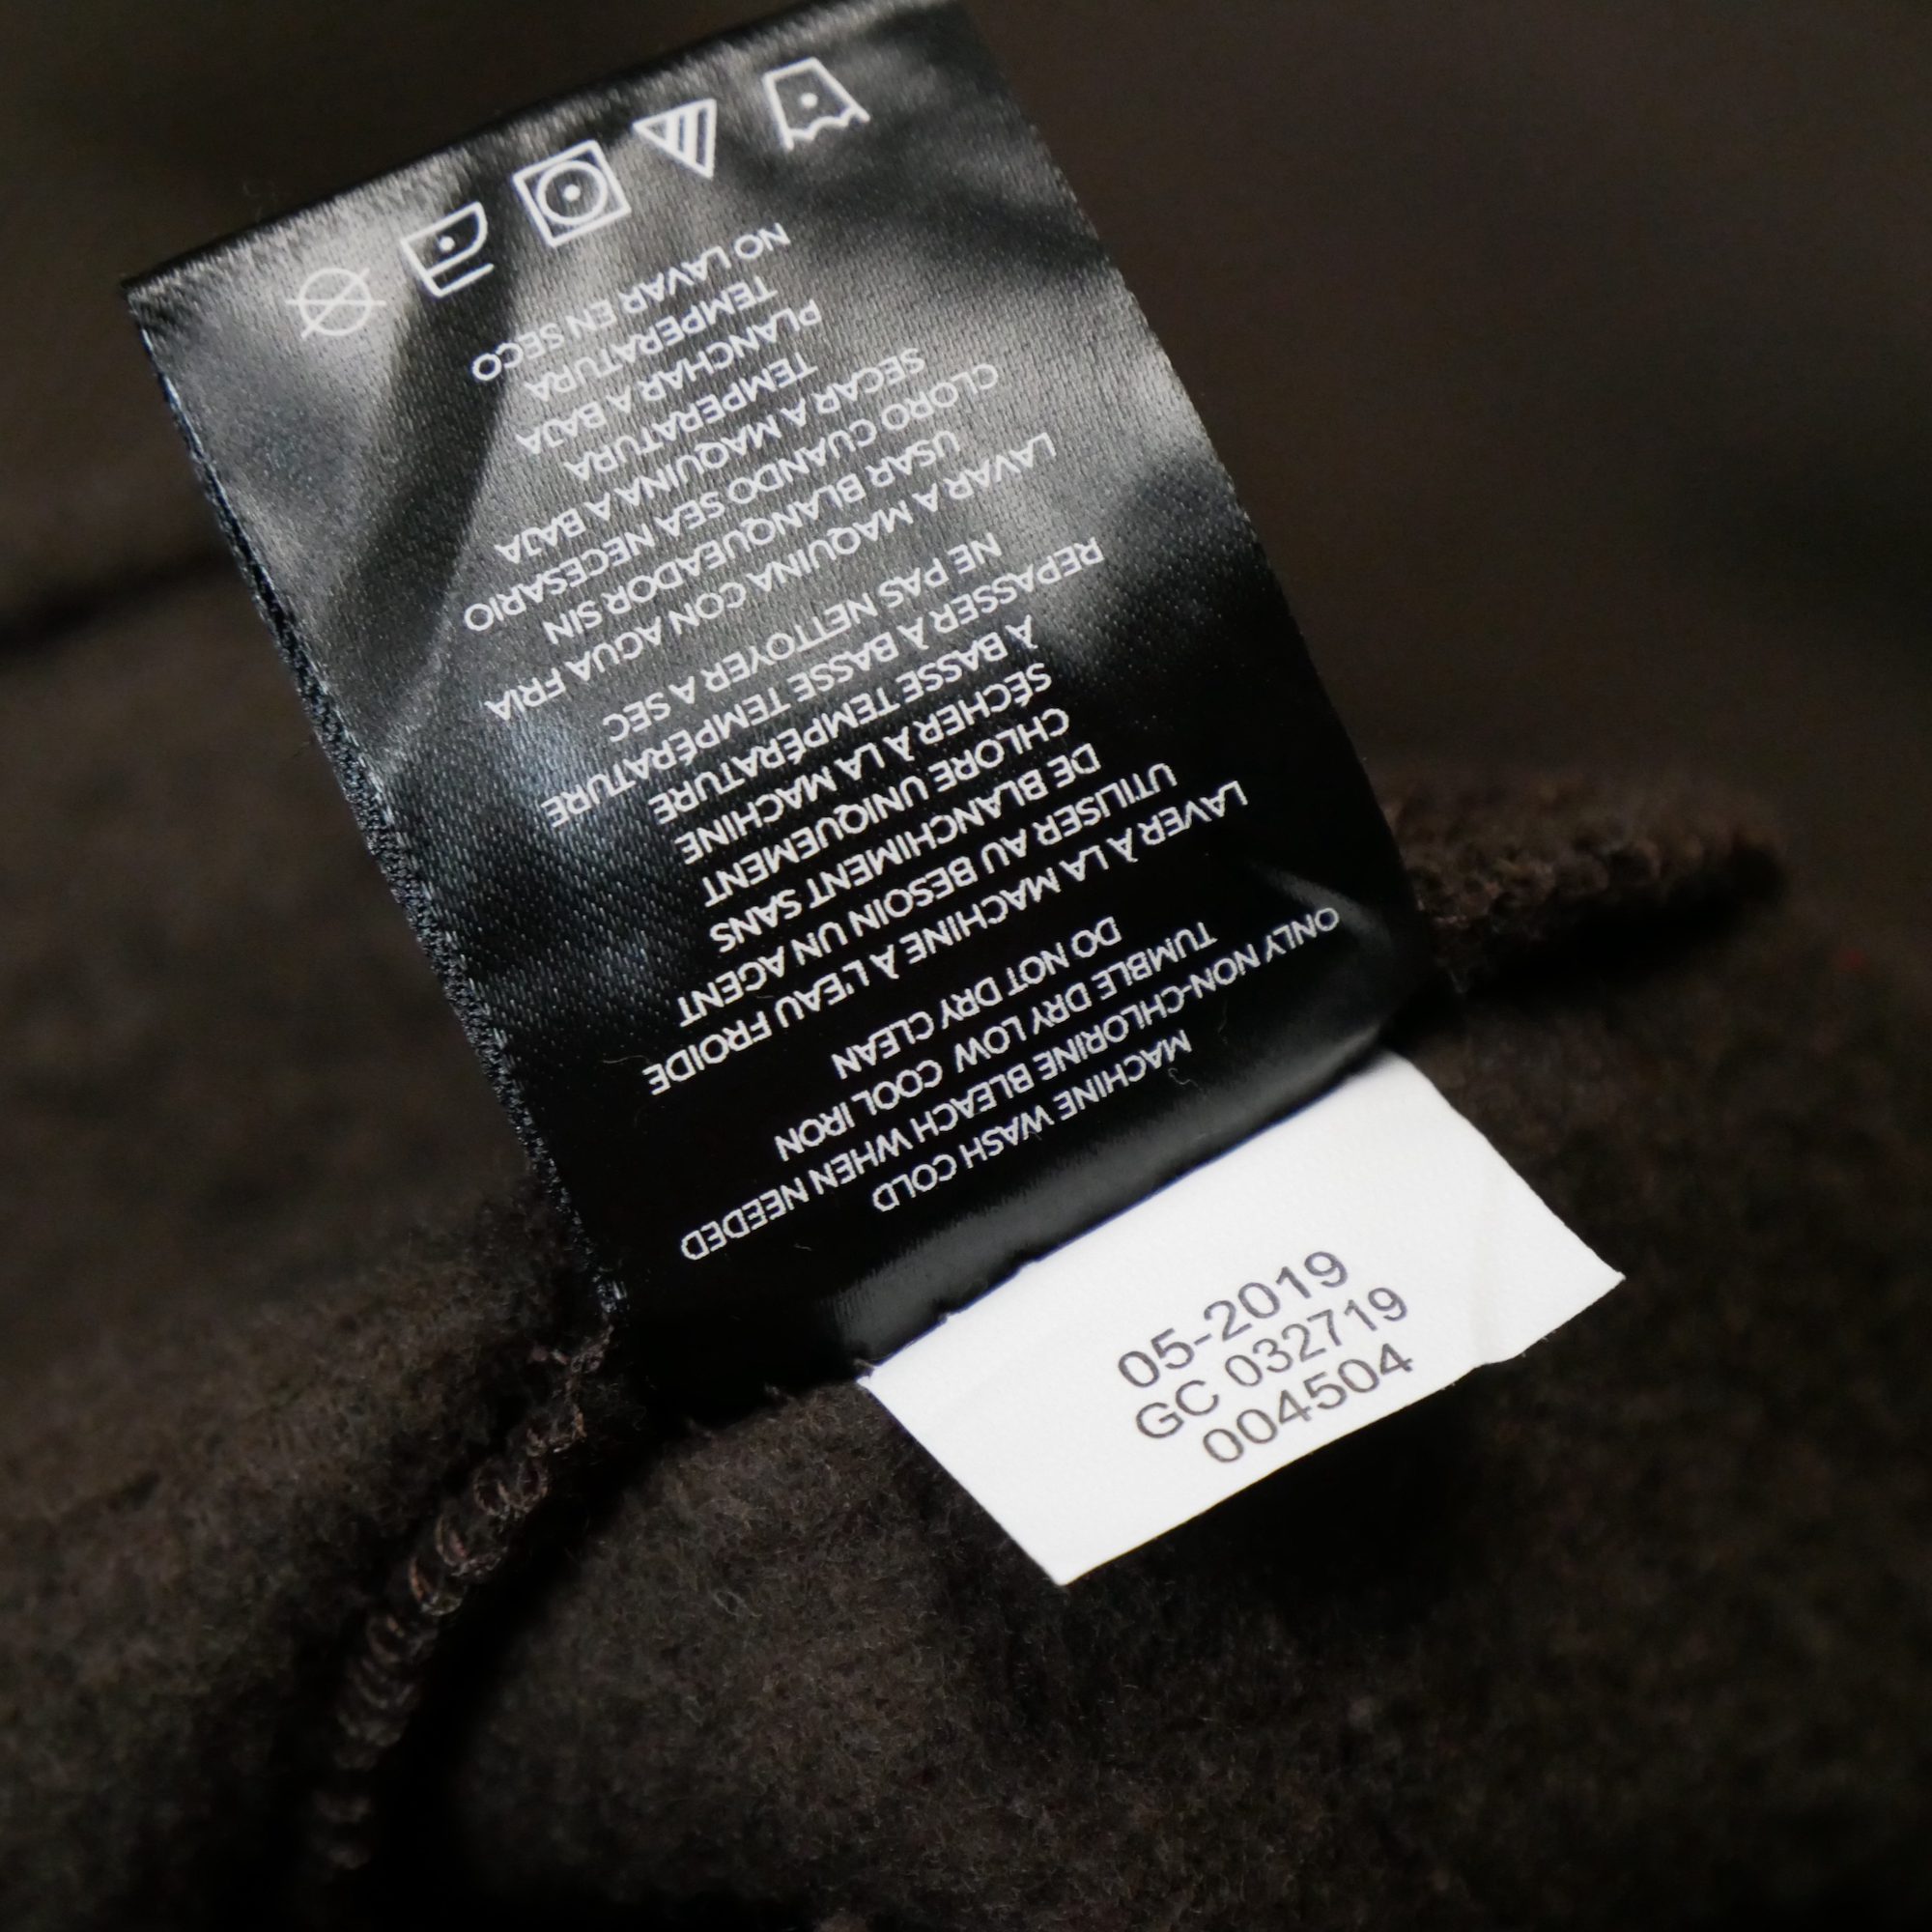 MACHINE WASH COLD
ONLY NON-CHLORINE BLEACH WHEN NEEDED
TUMBLE DRY LOW COOL IRON
DO NOT DRY CLEAN
LAVER À LA MACHINE À L'EAU FROIDE
UTILISER AU BESOIN UN AGENT
DE BLANCHIMENT SANS
CHLORE UNIQUEMENT
SÉCHER À LA MACHINE
À BASSE TEMPÉRATURE
REPASSER À BASSE TEMPÉRATURE
NE PAS NETTOYER A SEC
LAVAR A MAQUINA CON AGUA FRIA
USAR BLANQUEADOR SIN
CLORO CUANDO SEA NECESARIO
SECAR A MAQUINA A BAJA
TEMPERATURA
PLANCHAR A BAJA
TEMPERATURA
NO LAVAR EN SECO
05-2019
GC 032719
004504